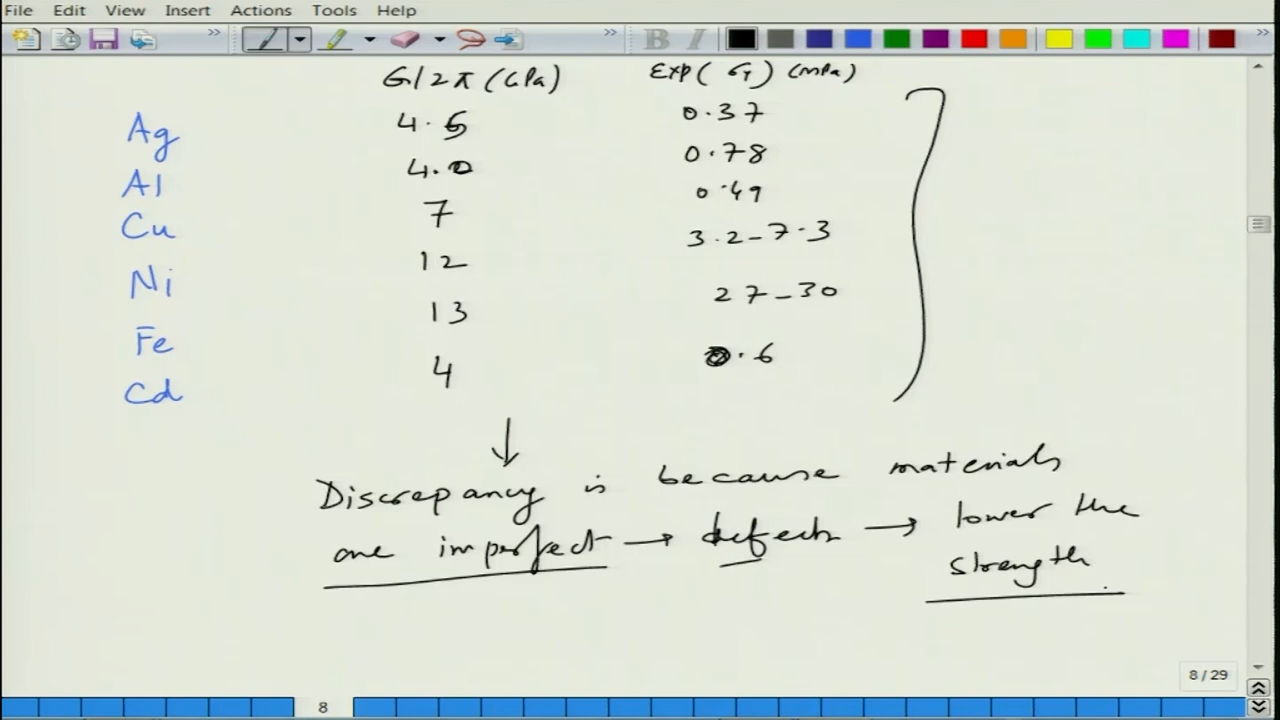 File Edit View Insert Actions Tools Help
G/2π (GPa) Exp( σ_T) (MPa)
Ag 4.5 0.37
Al 4.0 0.78
Cu 7 0.49
Ni 12 3.2-7.3
Fe 13 27-30
Cd 4 0.6
Discrepancy is because materials
are imperfect → defects → lower the
strength
8 / 29
8